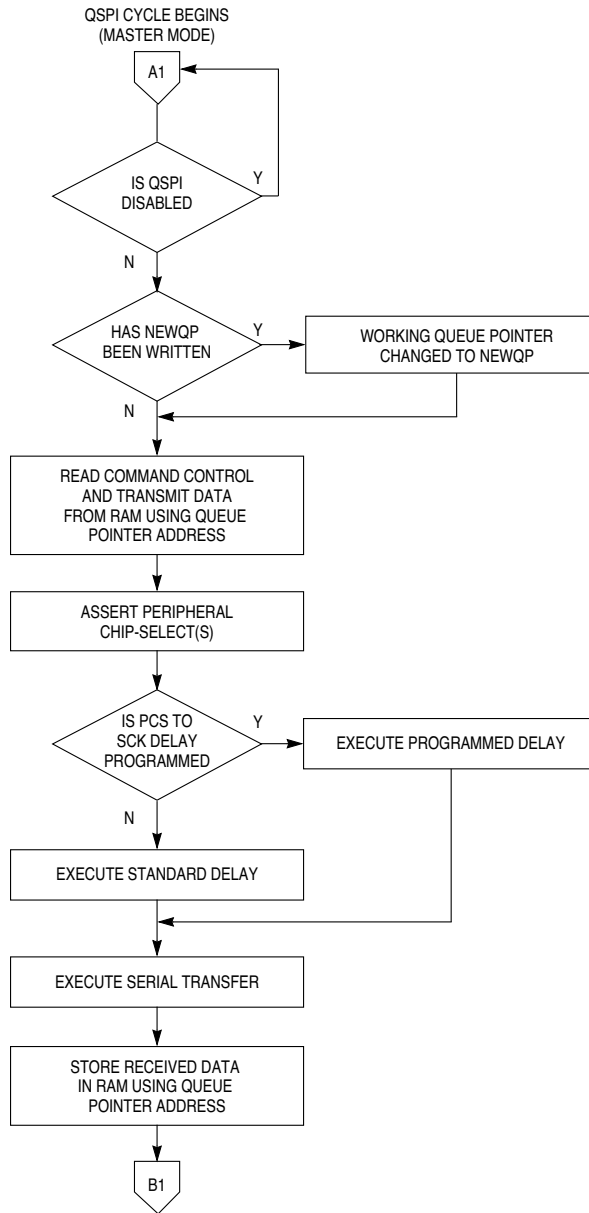 QSPI CYCLE BEGINS
(MASTER MODE)
A1
IS QSPI
DISABLED
Y
N
HAS NEWQP
BEEN WRITTEN
Y
WORKING QUEUE POINTER
CHANGED TO NEWQP
N
READ COMMAND CONTROL
AND TRANSMIT DATA
FROM RAM USING QUEUE
POINTER ADDRESS
ASSERT PERIPHERAL
CHIP-SELECT(S)
IS PCS TO
SCK DELAY
PROGRAMMED
Y
EXECUTE PROGRAMMED DELAY
N
EXECUTE STANDARD DELAY
EXECUTE SERIAL TRANSFER
STORE RECEIVED DATA
IN RAM USING QUEUE
POINTER ADDRESS
B1